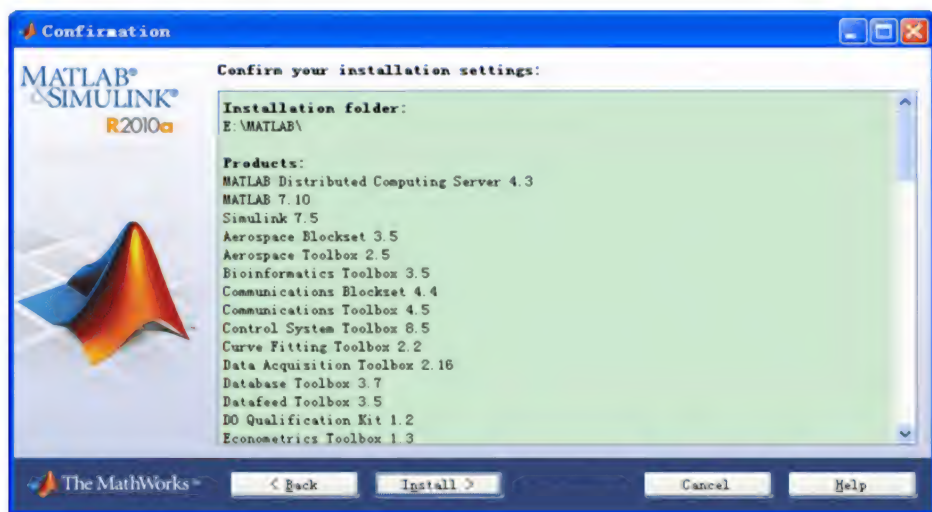 Confirmation
MATLAB®
&SIMULINK®
R2010a
Confirm your installation settings:
Installation folder:
E:\MATLAB\
Products:
MATLAB Distributed Computing Server 4.3
MATLAB 7.10
Simulink 7.5
Aerospace Blockset 3.5
Aerospace Toolbox 2.5
Bioinformatics Toolbox 3.5
Communications Blockset 4.4
Communications Toolbox 4.5
Control System Toolbox 8.5
Curve Fitting Toolbox 2.2
Data Acquisition Toolbox 2.16
Database Toolbox 3.7
Datafeed Toolbox 3.5
DO Qualification Kit 1.2
Econometrics Toolbox 1.3
The MathworksTM
< Back
Install >
Cancel
Help